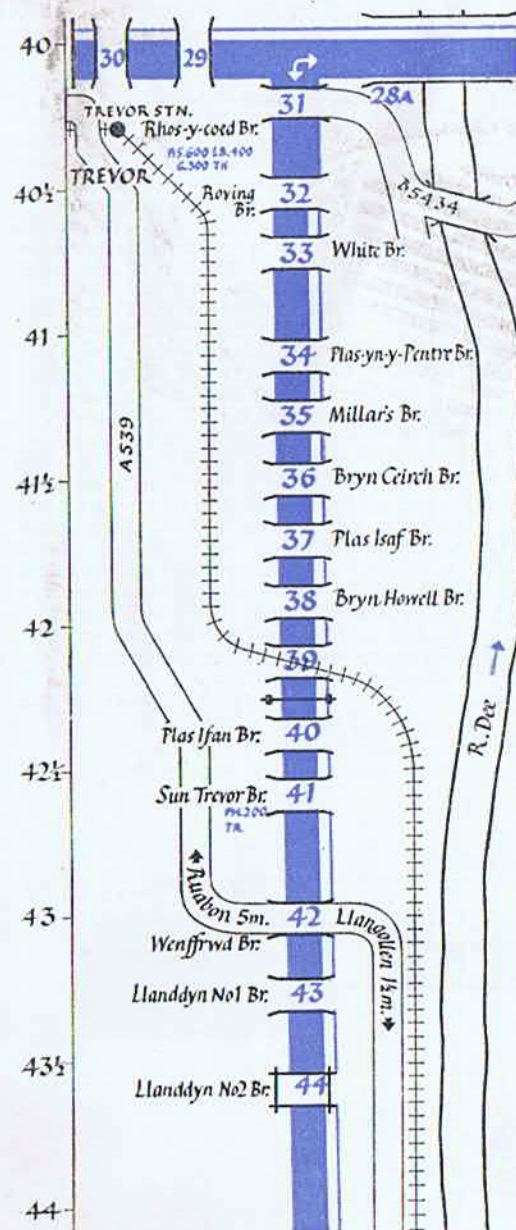 40
30
29
31
28A
TREVOR STN.
Rhos-y-coed Br.
TREVOR
40½
Roving
Br.
32
B5434
33
White Br.
41
34
Plas-yn-y-Pentre Br.
35
Millar's Br.
A539
41½
36
Bryn Ceirch Br.
37
Plas Isaf Br.
38
Bryn Howell Br.
42
39
R. Dee
Plas Ifan Br.
40
42½
Sun Trevor Br.
41
PH.200
TR
Ruabon 5m.
43
42
Llangollen 1½m.
Wenffrwd Br.
Llanddyn No1 Br.
43
43½
Llanddyn No2 Br.
44
44